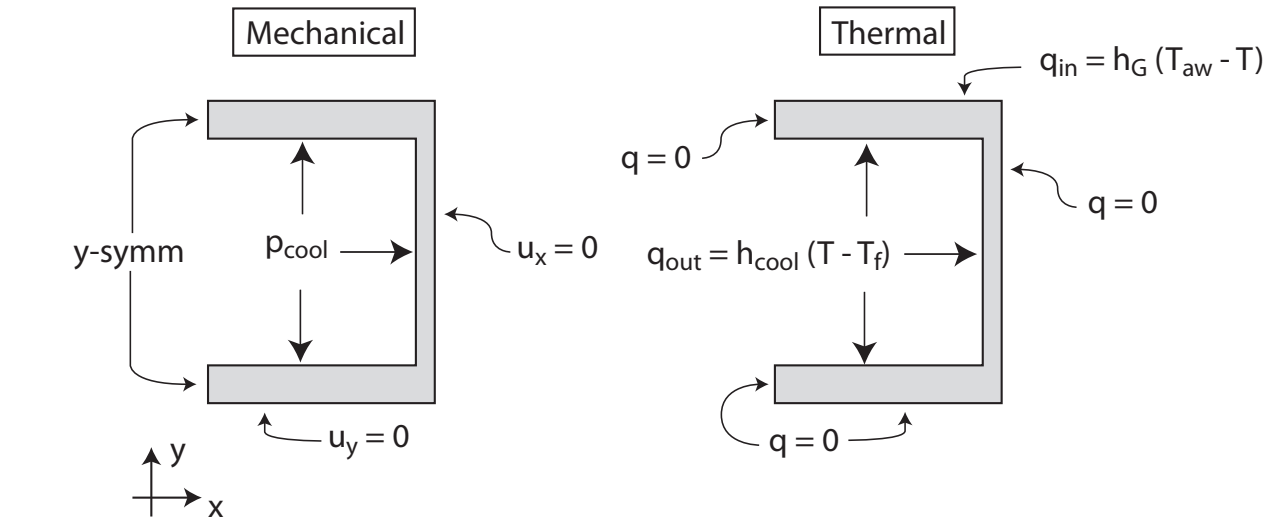 Mechanical
y-symm
p_cool
u_x = 0
u_y = 0
y
x
Thermal
q_in = h_G (T_aw - T)
q = 0
q = 0
q_out = h_cool (T - T_f)
q = 0